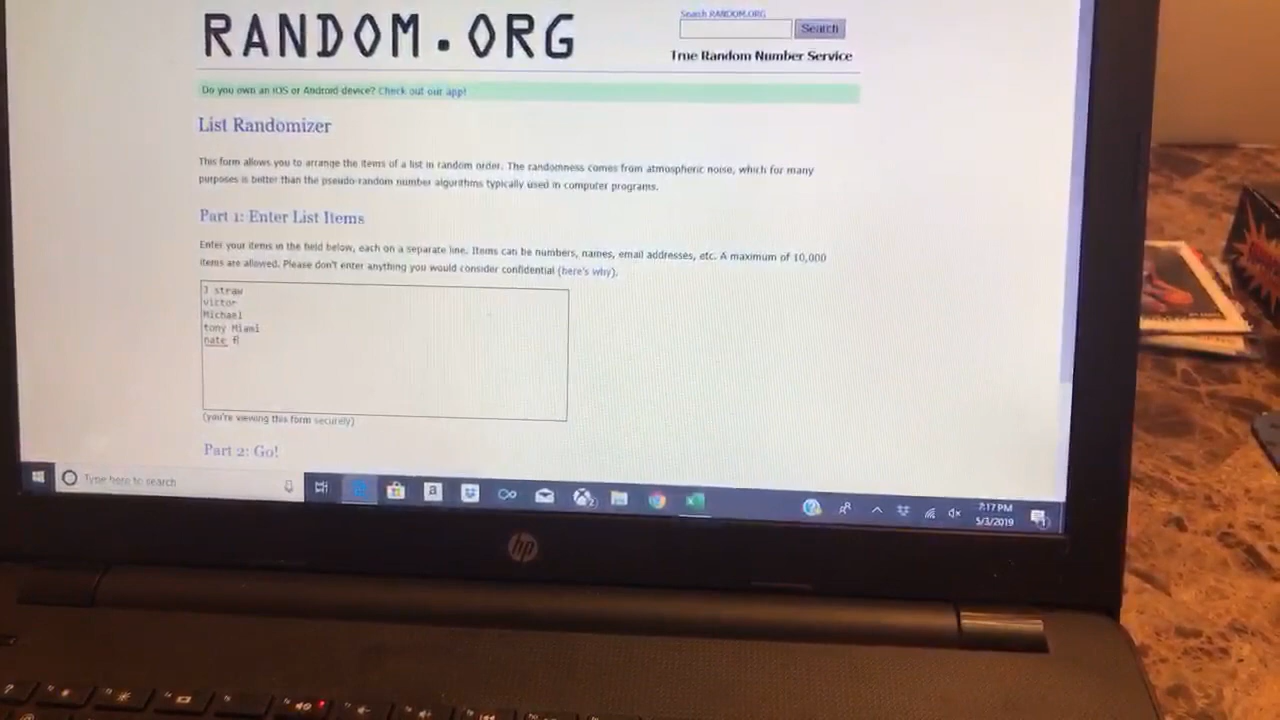 RANDOM.ORG
Search RANDOM.ORG
Search
True Random Number Service
Do you own an iOS or Android device? Check out our app!
List Randomizer
This form allows you to arrange the items of a list in random order. The randomness comes from atmospheric noise, which for many
purposes is better than the pseudo-random number algorithms typically used in computer programs.
Part 1: Enter List Items
Enter your items in the field below, each on a separate line. Items can be numbers, names, email addresses, etc. A maximum of 10,000
items are allowed. Please don't enter anything you would consider confidential (here's why).
J straw
victor
Michael
tony Miami
nate f
(you're viewing this form securely)
Part 2: Go!
Type here to search
a
2
7:17 PM
5/3/2019
1
hp